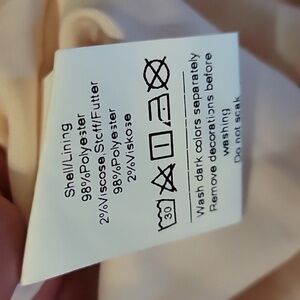 Shell/Lining
98%Polyester
2%Viscose.Stoff/Futter
98%Polyester
2%Viskose
30
Wash dark colors separately
Remove decorations before
washing
Do not soak